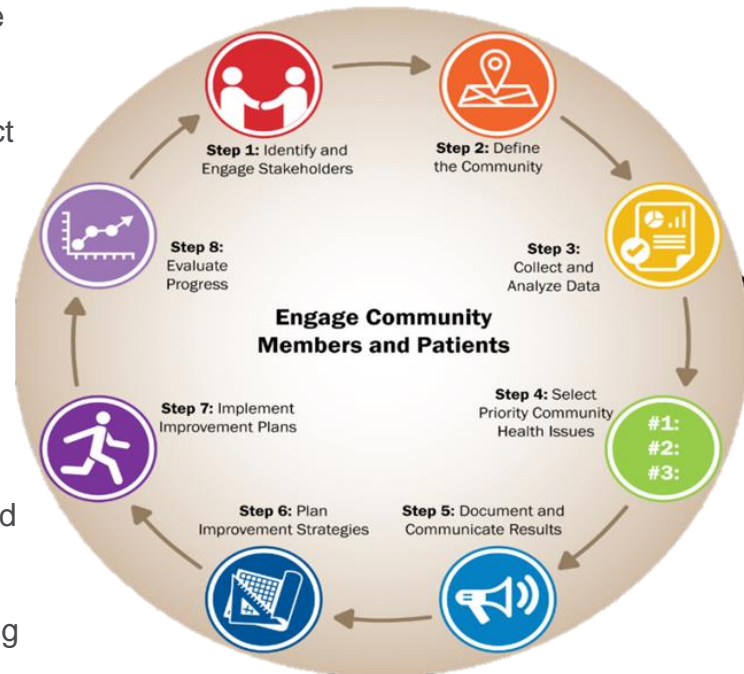 e
ct
Step 1: Identify and
Engage Stakeholders
Step 2: Define
the Community
Step 3:
Collect and
Analyze Data
Step 4: Select
Priority Community
Health Issues
#1:
#2:
#3:
Step 5: Document and
Communicate Results
Step 6: Plan
Improvement Strategies
Step 7: Implement
Improvement Plans
Step 8:
Evaluate
Progress
Engage Community
Members and Patients
d
ng